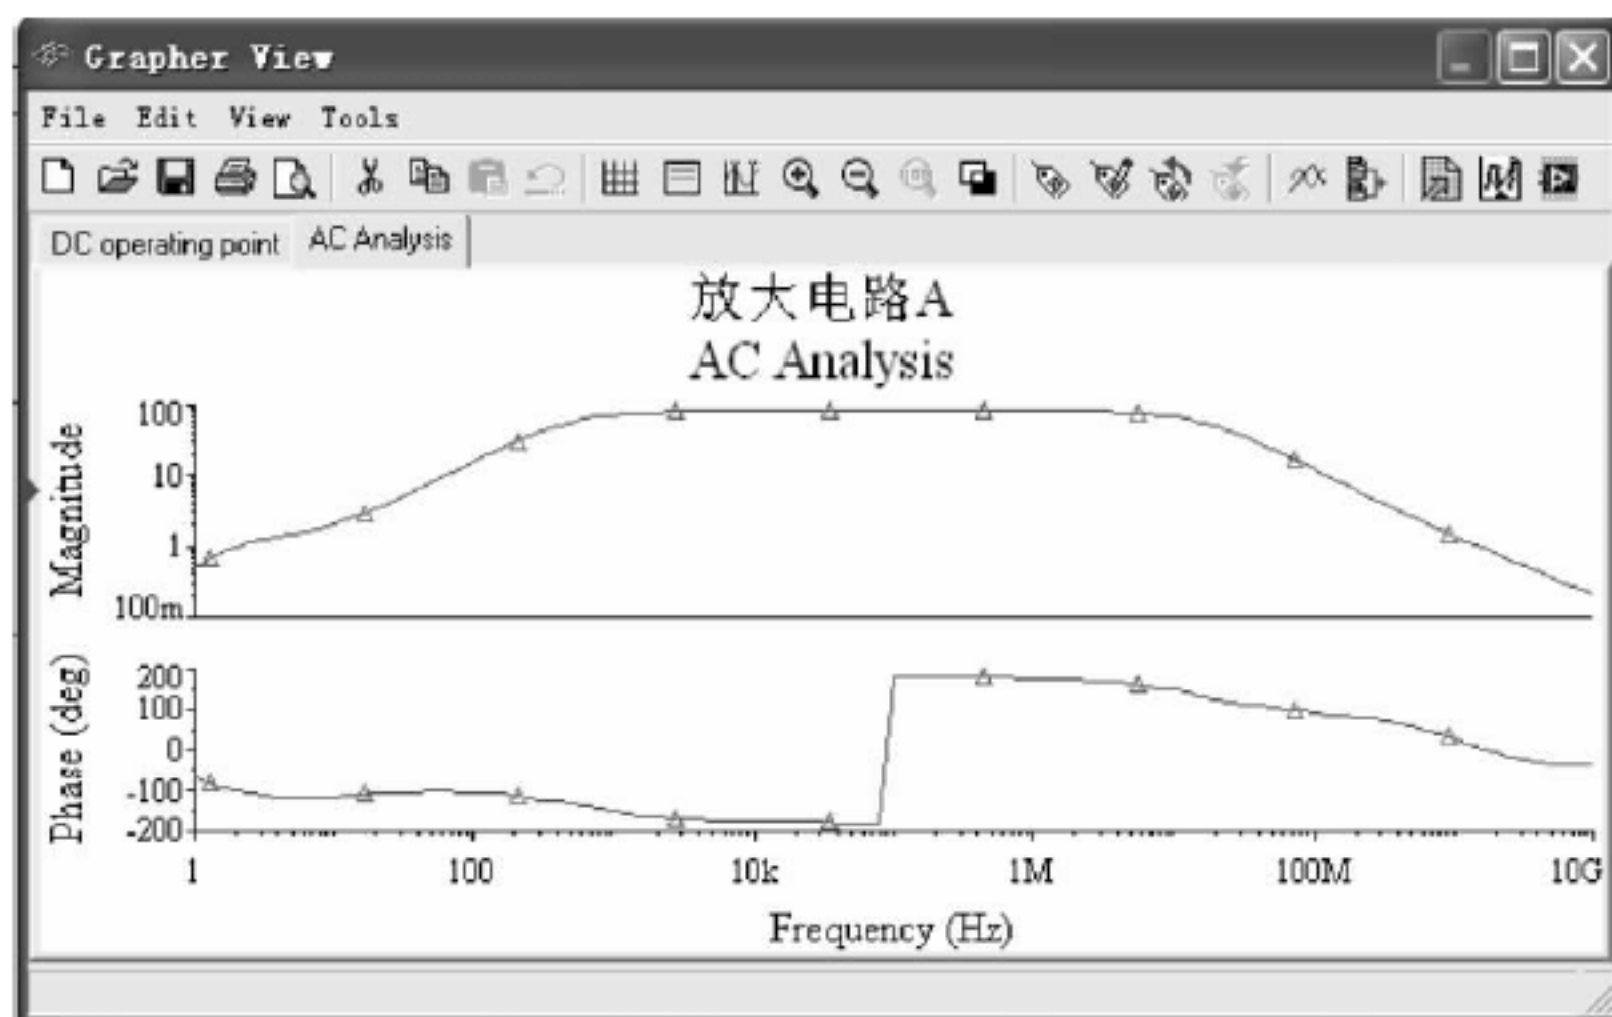 Grapher View
File Edit View Tools
DC operating point AC Analysis
放大电路A
AC Analysis
Magnitude
100
10
1
100m
Phase (deg)
200
100
0
-100
-200
1 100 10k 1M 100M 10G
Frequency (Hz)